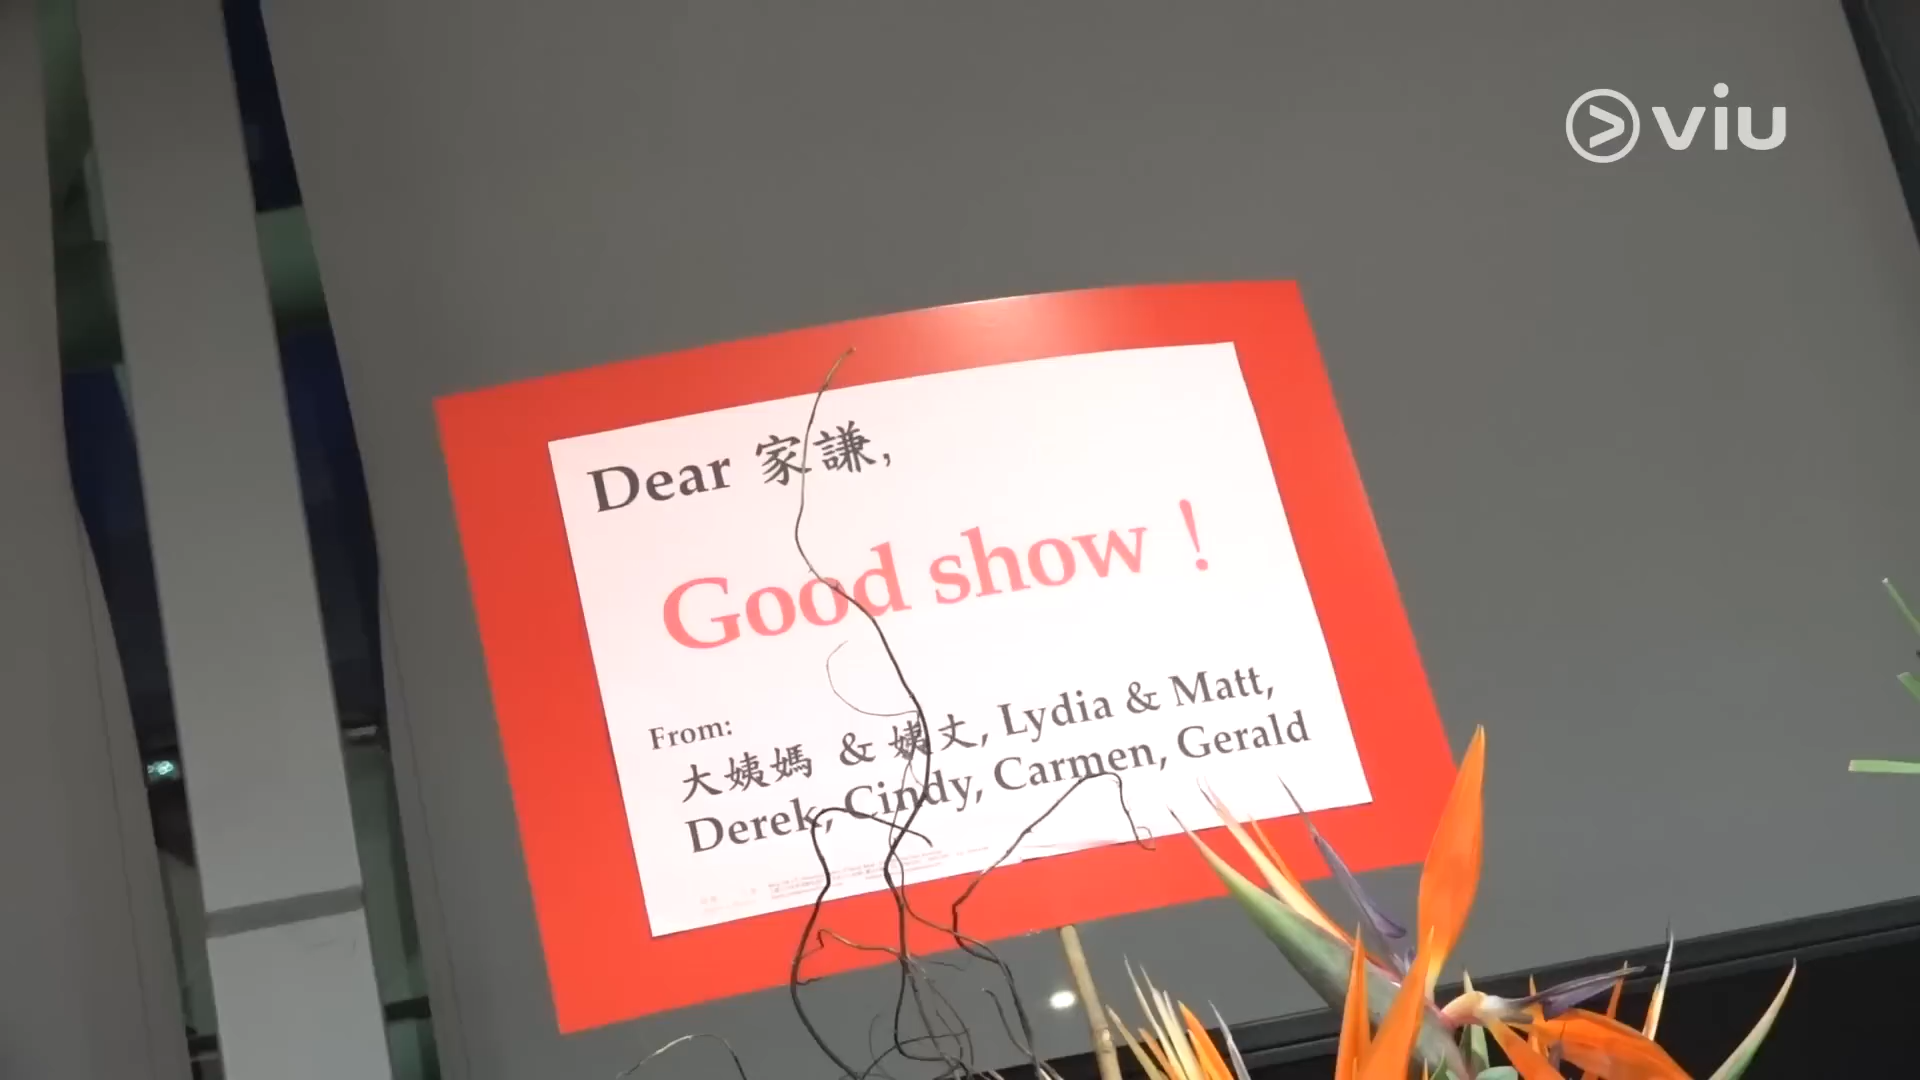 viu
Dear 家謙,
Good show !
From:
大姨媽 & 姨丈, Lydia & Matt,
Derek, Cindy, Carmen, Gerald